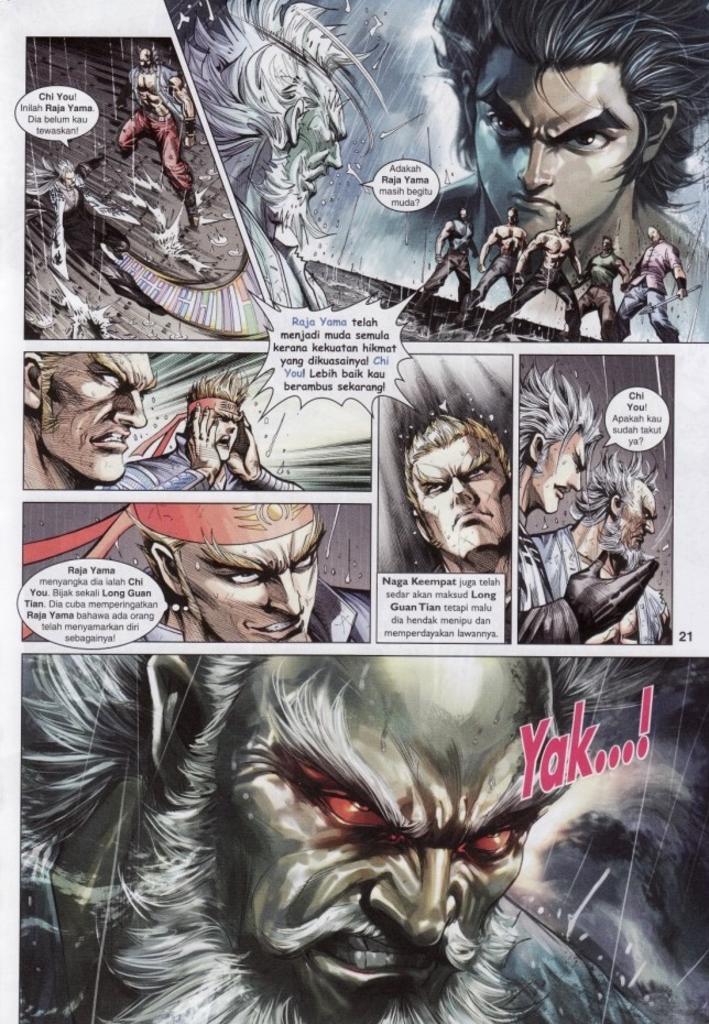 Chi You!
Inilah Raja Yama.
Dia belum kau
tewaskan!
Adakah
Raja Yama
masih begitu
muda?
Raja Yama telah
menjadi muda semula
kerana kekuatan hikmat
yang dikuasainya! Chi
You! Lebih baik kau
berambus sekarang!
Chi
You!
Apakah kau
sudah takut
ya?
Raja Yama
menyangka dia ialah Chi
You. Bijak sekali Long Guan
Tian. Dia cuba memperingatkan
Raja Yama bahawa ada orang
telah menyamarkan diri
sebagainya!
Naga Keempat juga telah
sedar akan maksud Long
Guan Tian tetapi malu
dia hendak menipu dan
memperdayakan lawannya.
21
Yak....!